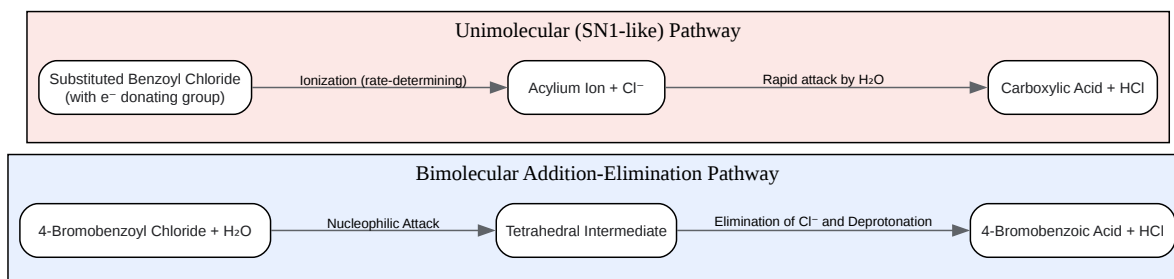 Unimolecular (SN1-like) Pathway
Substituted Benzoyl Chloride
(with e⁻ donating group)
Ionization (rate-determining)
Acylium Ion + Cl⁻
Rapid attack by H₂O
Carboxylic Acid + HCl
Bimolecular Addition-Elimination Pathway
4-Bromobenzoyl Chloride + H₂O
Nucleophilic Attack
Tetrahedral Intermediate
Elimination of Cl⁻ and Deprotonation
4-Bromobenzoic Acid + HCl